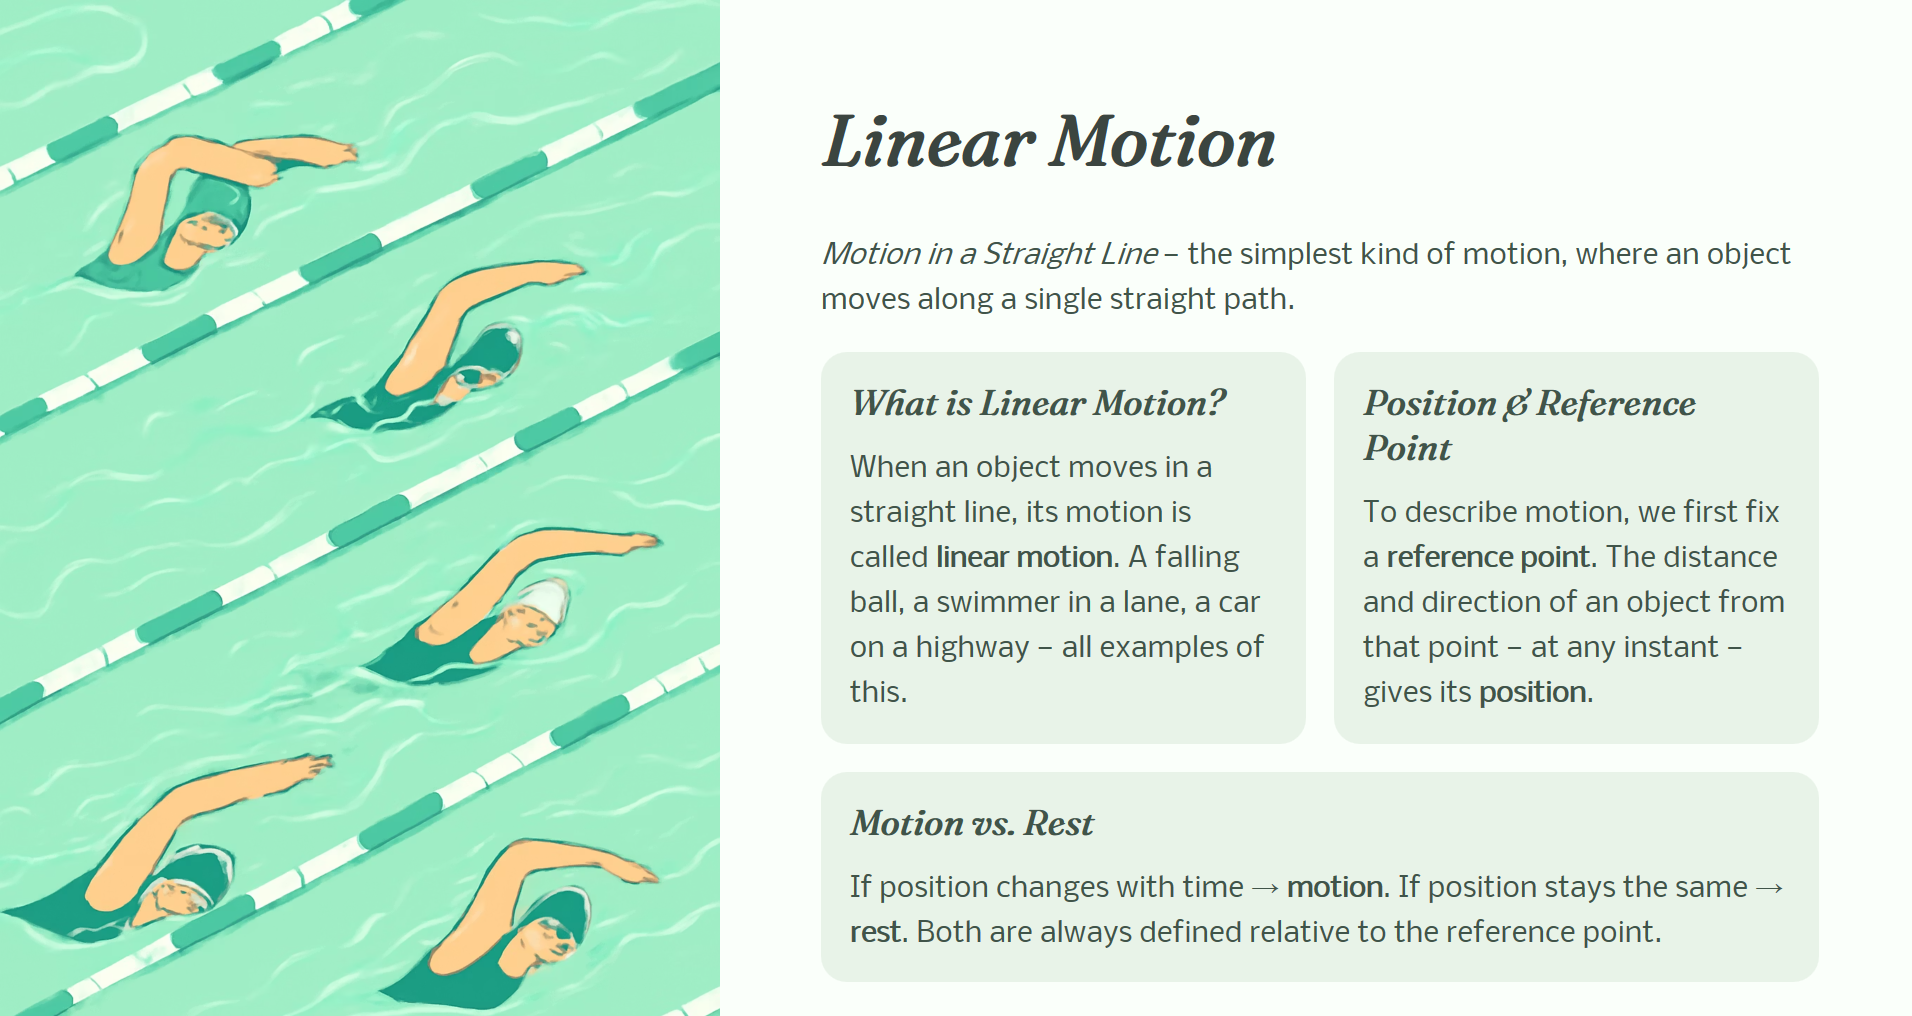 Linear Motion
Motion in a Straight Line – the simplest kind of motion, where an object
moves along a single straight path.
What is Linear Motion?
When an object moves in a
straight line, its motion is
called linear motion. A falling
ball, a swimmer in a lane, a car
on a highway – all examples of
this.
Position & Reference
Point
To describe motion, we first fix
a reference point. The distance
and direction of an object from
that point – at any instant –
gives its position.
Motion vs. Rest
If position changes with time → motion. If position stays the same →
rest. Both are always defined relative to the reference point.